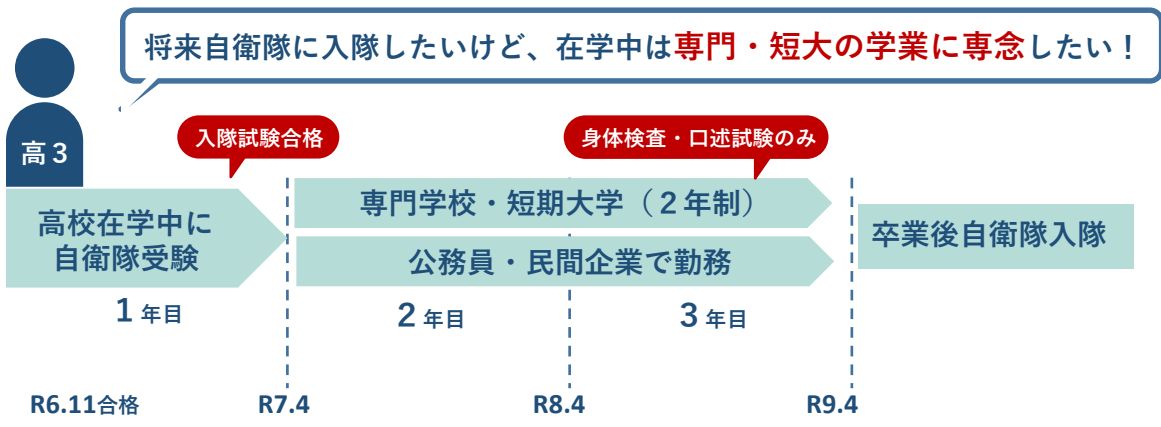 将来自衛隊に入隊したいけど、在学中は専門・短大の学業に専念したい！
高３
入隊試験合格
身体検査・口述試験のみ
高校在学中に
自衛隊受験
専門学校・短期大学（２年制）
公務員・民間企業で勤務
卒業後自衛隊入隊
1 年目
2 年目
3 年目
R6.11合格
R7.4
R8.4
R9.4